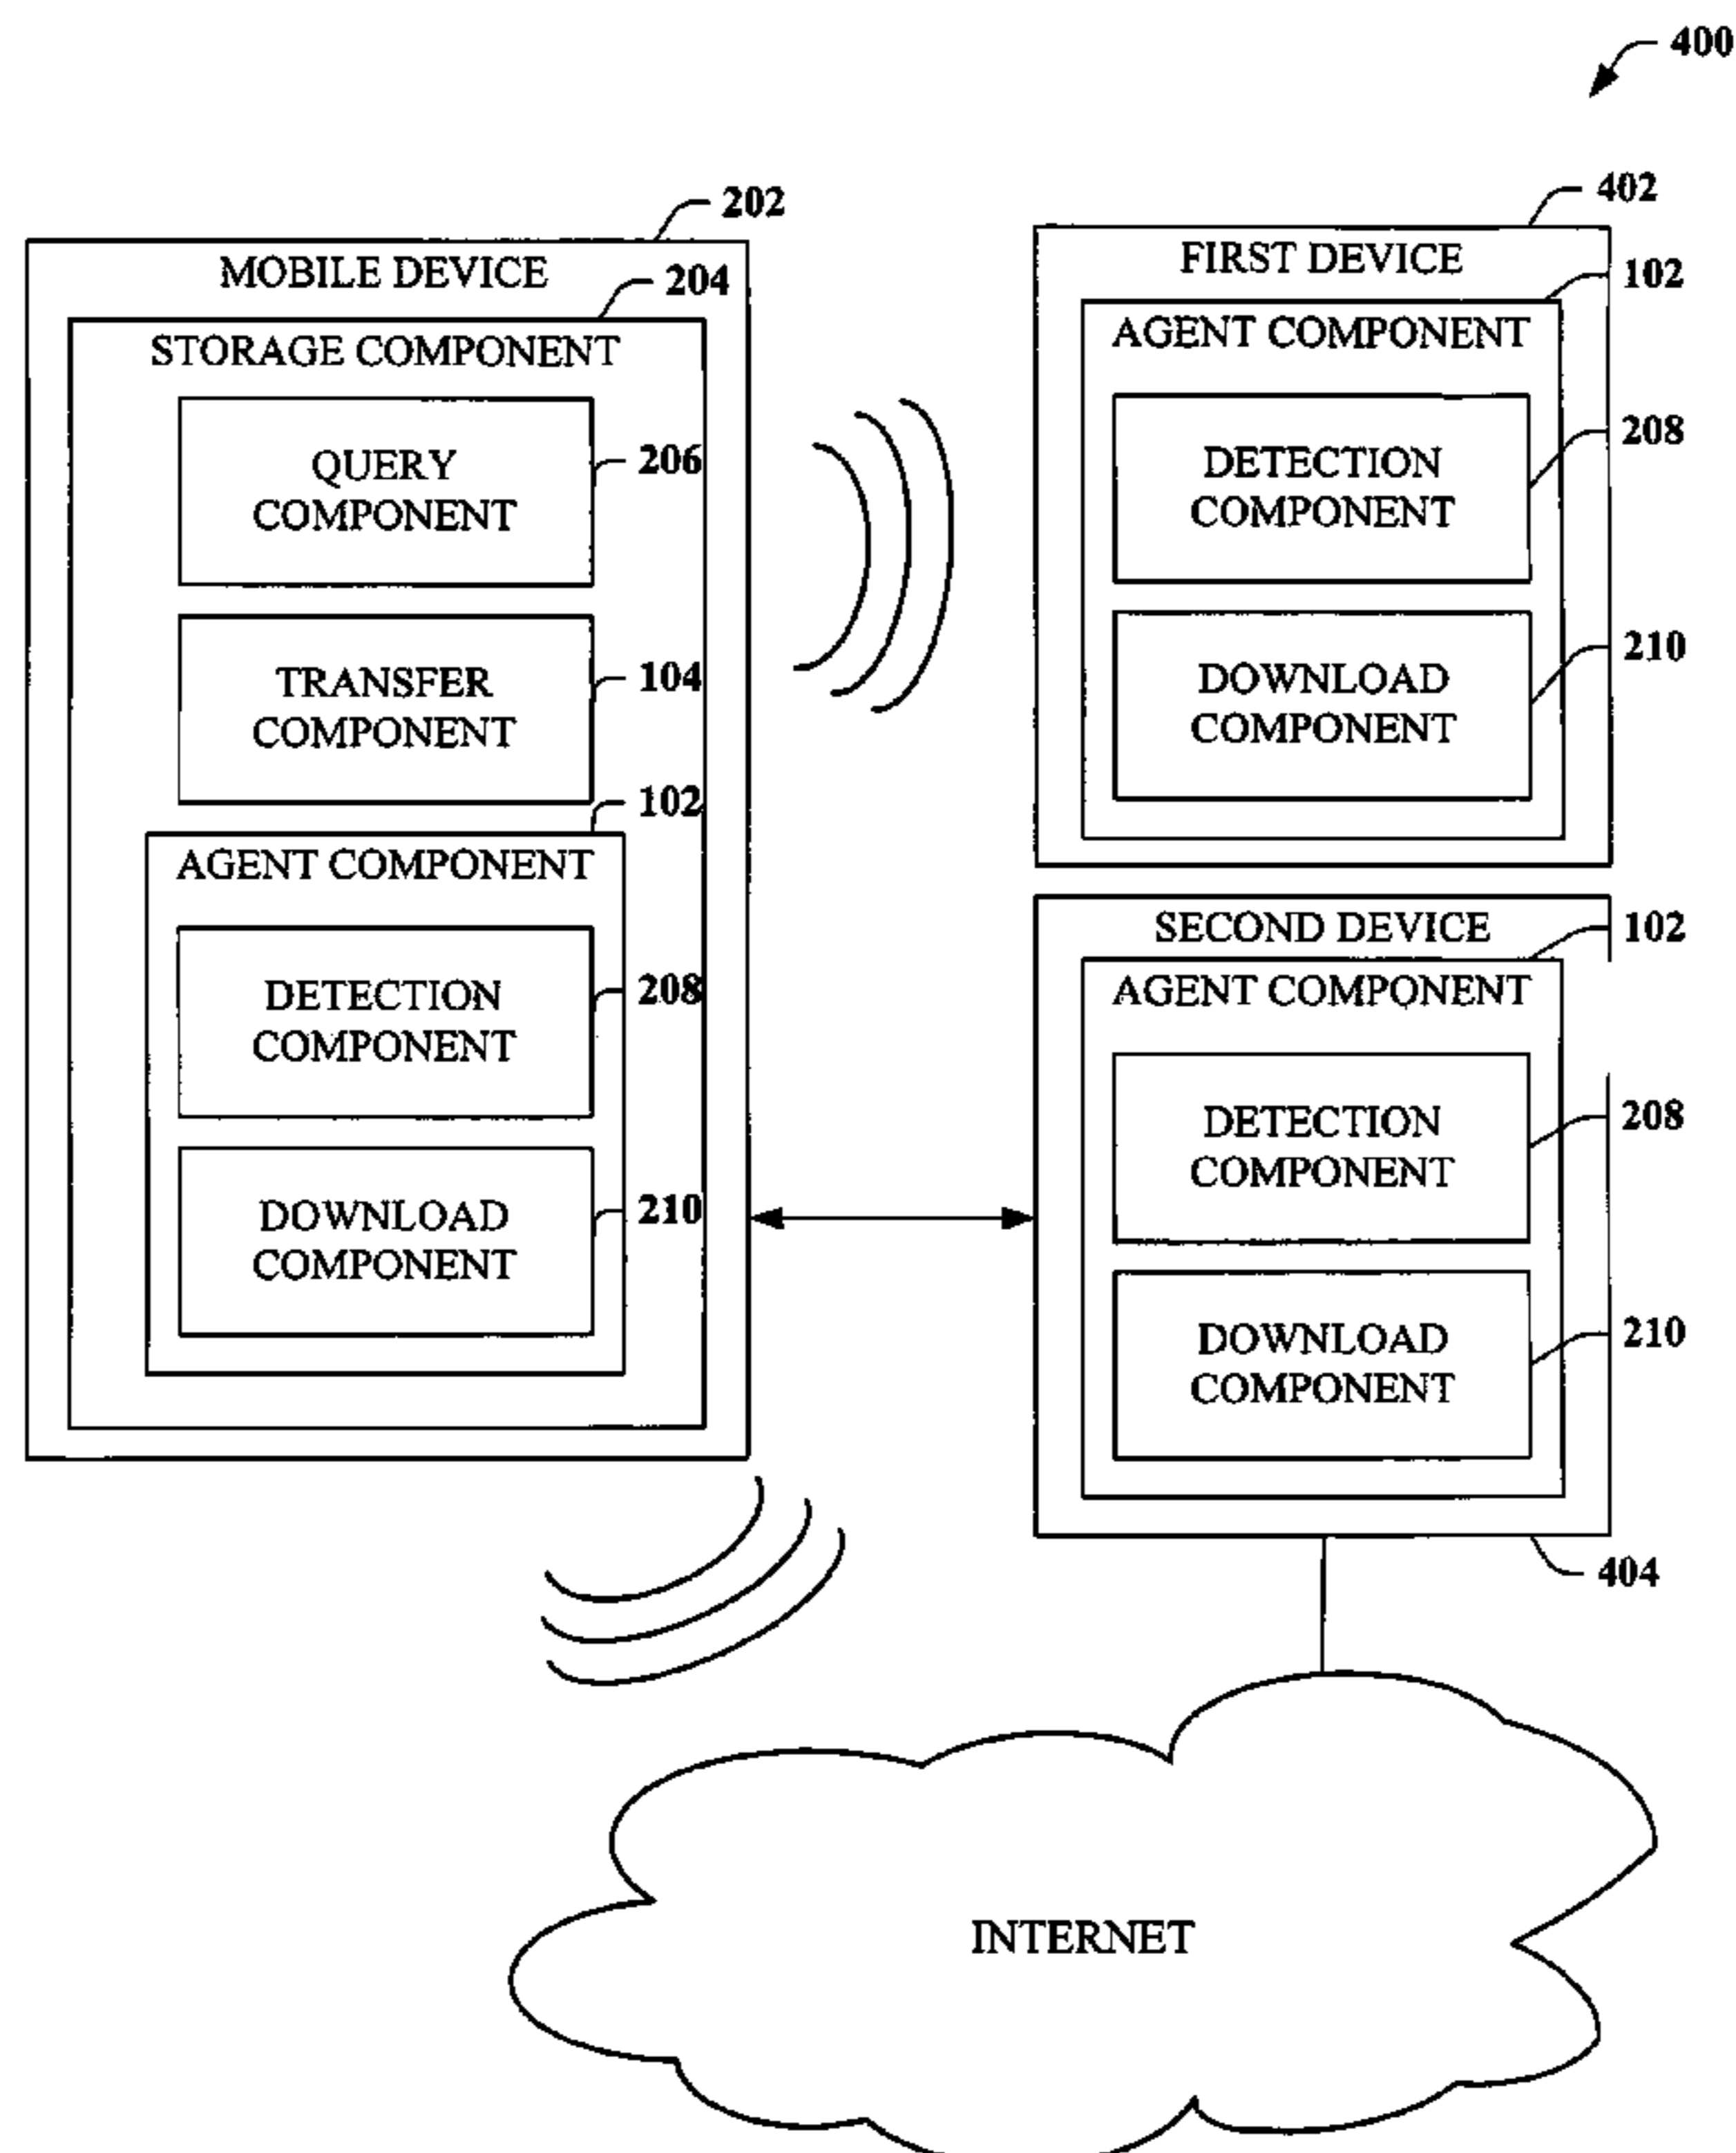 400
202
MOBILE DEVICE
204
STORAGE COMPONENT
QUERY
COMPONENT
206
TRANSFER
COMPONENT
104
102
AGENT COMPONENT
DETECTION
COMPONENT
208
DOWNLOAD
COMPONENT
210
402
FIRST DEVICE
102
AGENT COMPONENT
DETECTION
COMPONENT
208
DOWNLOAD
COMPONENT
210
SECOND DEVICE
102
AGENT COMPONENT
DETECTION
COMPONENT
208
DOWNLOAD
COMPONENT
210
404
INTERNET